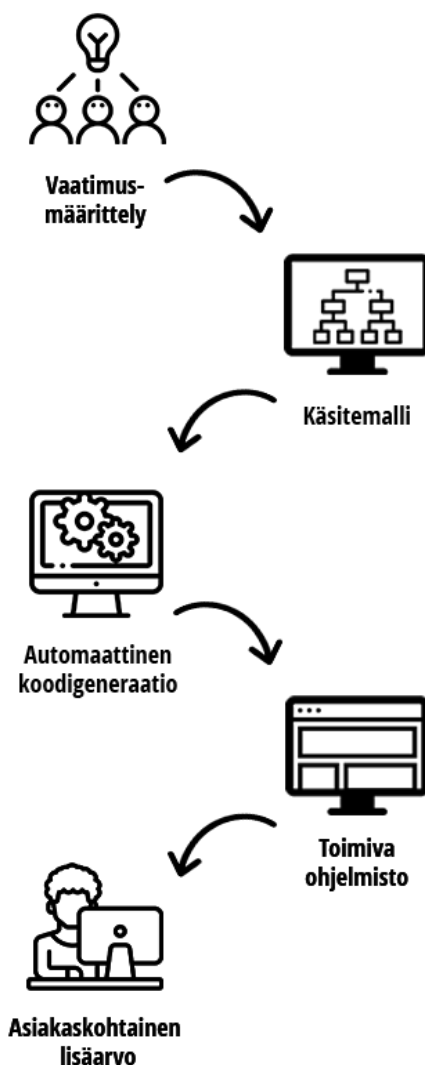 Vaatimus-
määrittely
Käsitemalli
Automaattinen
koodigeneraatio
Toimiva
ohjelmisto
Asiakaskohtainen
lisäarvo